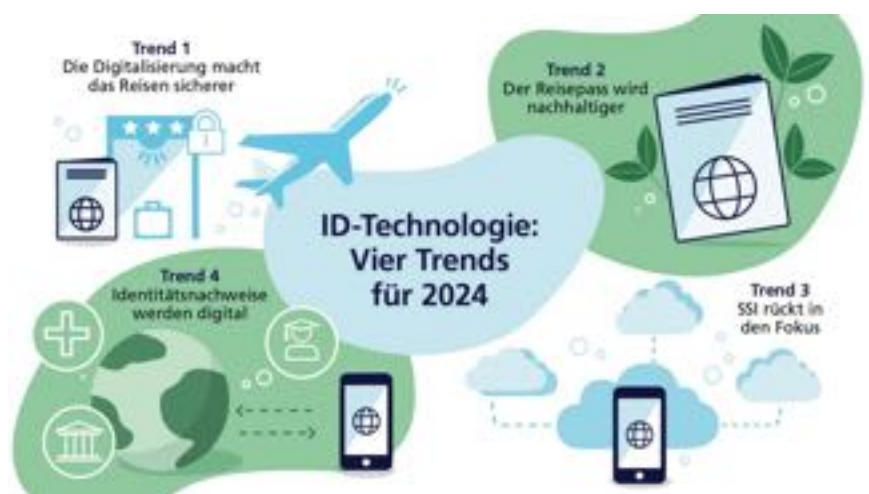 Trend 1
Die Digitalisierung macht
das Reisen sicherer
Trend 2
Der Reisepass wird
nachhaltiger
ID-Technologie:
Vier Trends
für 2024
Trend 4
Identitätsnachweise
werden digital
Trend 3
SSI rückt in
den Fokus